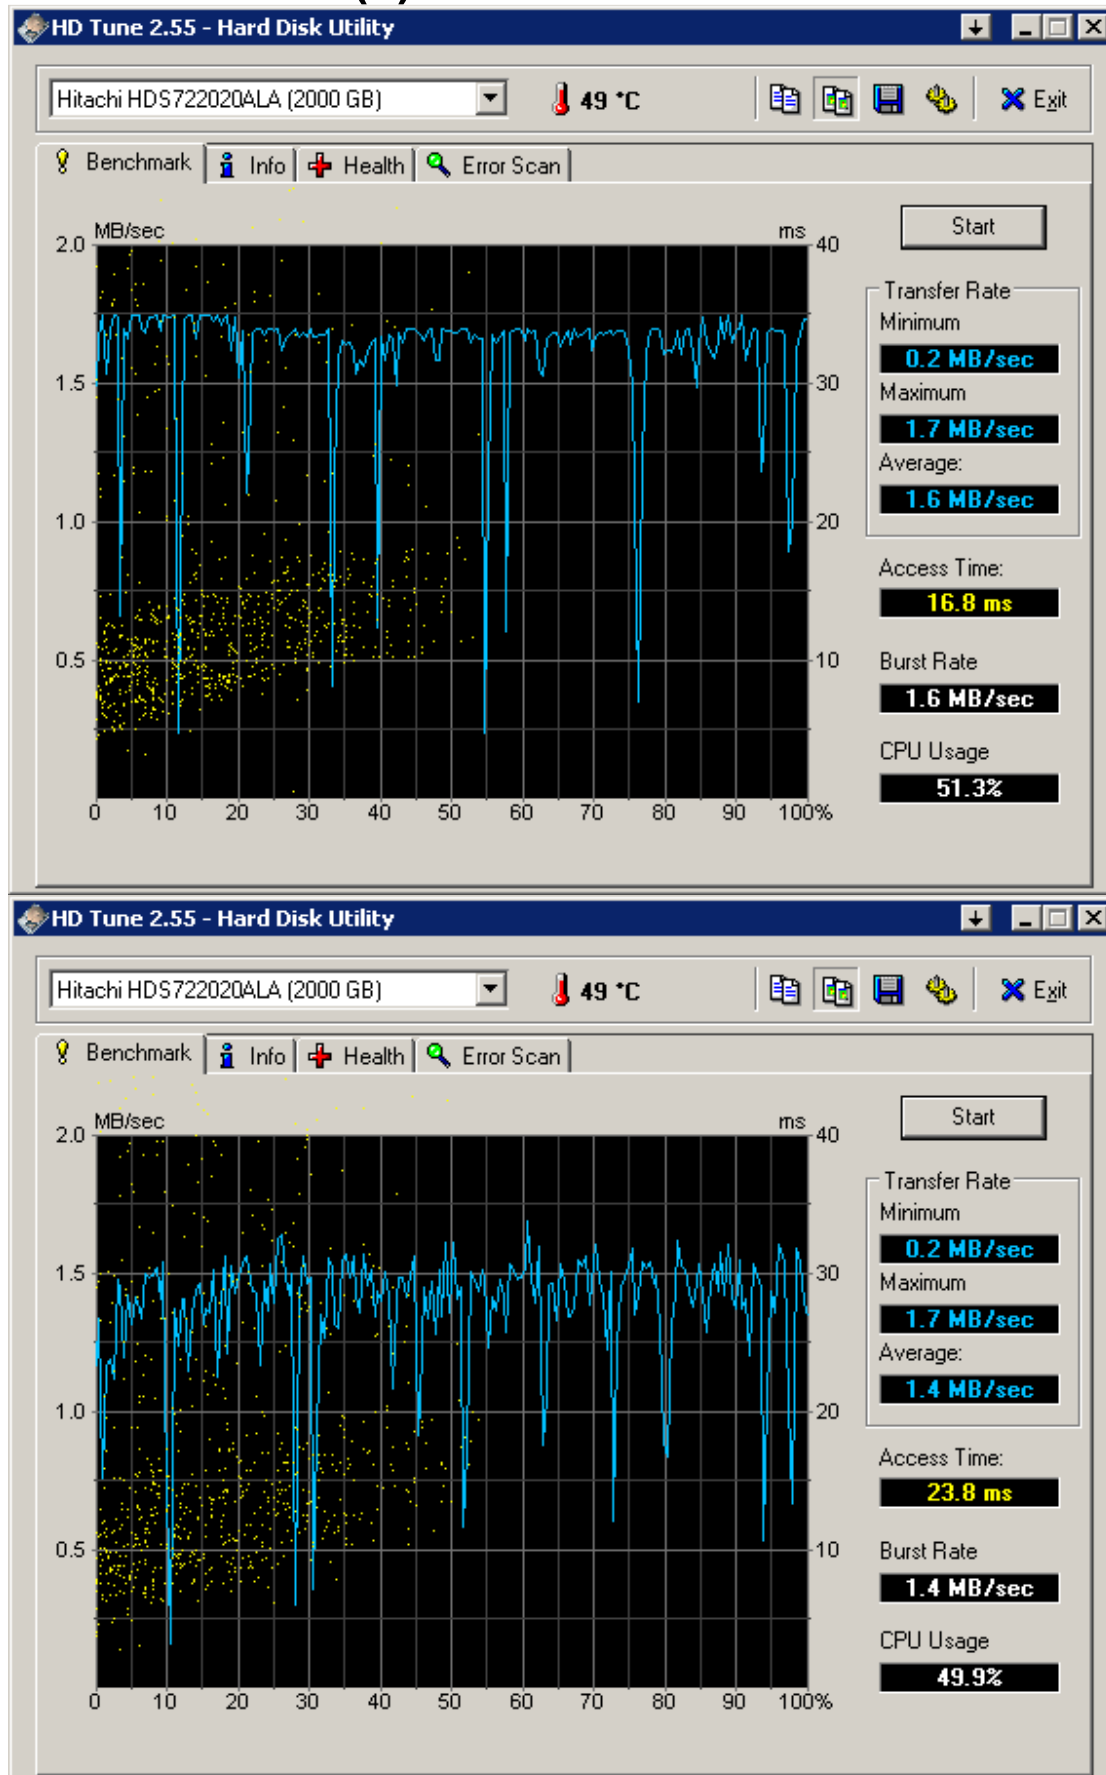 HD Tune 2.55 - Hard Disk Utility
Hitachi HDS722020ALA (2000 GB)
49 °C
Exit
Benchmark Info Health Error Scan
MB/sec ms
Start
2.0 40
1.5 30
1.0 20
0.5 10
0 10 20 30 40 50 60 70 80 90 100%
Transfer Rate
Minimum
0.2 MB/sec
Maximum
1.7 MB/sec
Average:
1.6 MB/sec
Access Time:
16.8 ms
Burst Rate
1.6 MB/sec
CPU Usage
51.3%
HD Tune 2.55 - Hard Disk Utility
Hitachi HDS722020ALA (2000 GB)
49 °C
Exit
Benchmark Info Health Error Scan
MB/sec ms
Start
2.0 40
1.5 30
1.0 20
0.5 10
0 10 20 30 40 50 60 70 80 90 100%
Transfer Rate
Minimum
0.2 MB/sec
Maximum
1.7 MB/sec
Average:
1.4 MB/sec
Access Time:
23.8 ms
Burst Rate
1.4 MB/sec
CPU Usage
49.9%